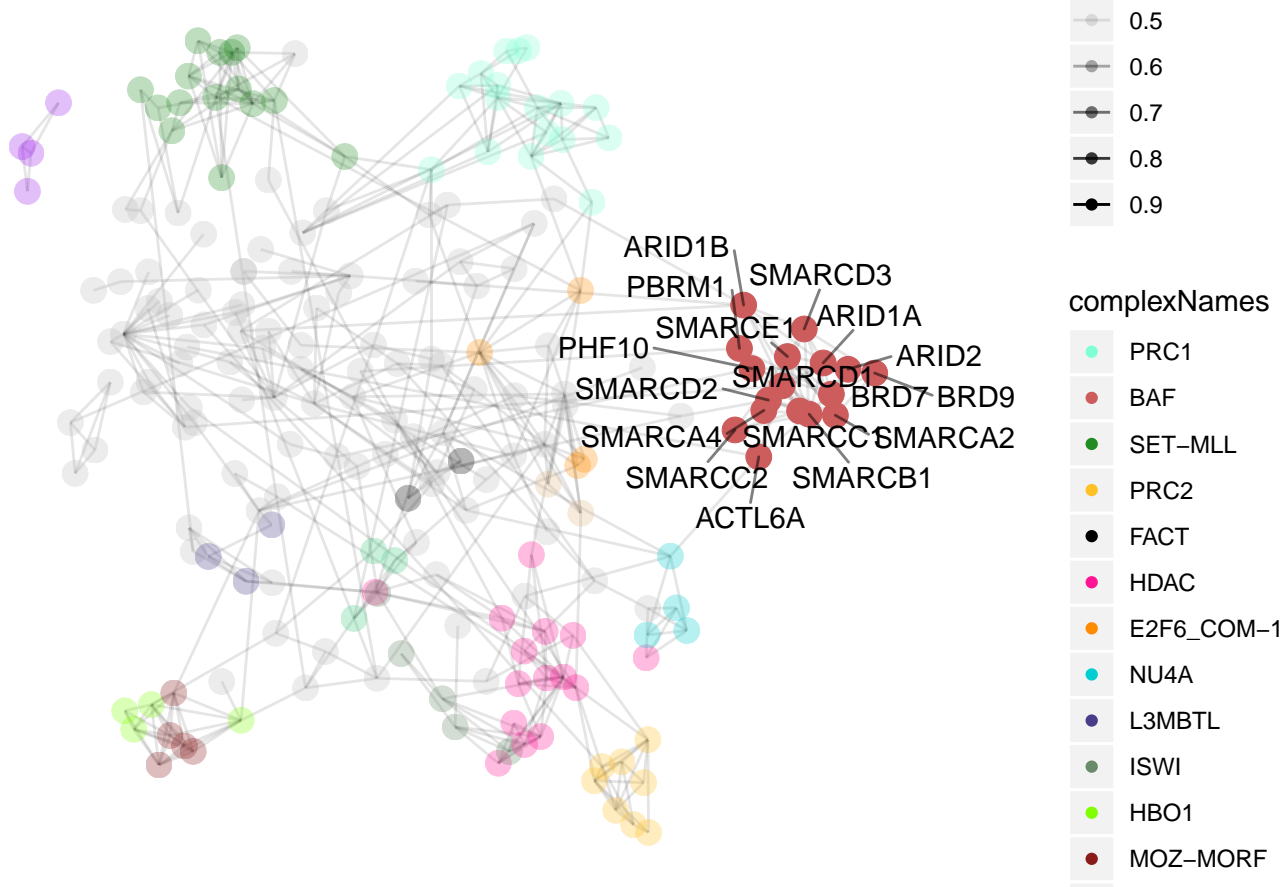 0.5
0.6
0.7
0.8
0.9
ARID1B
SMARCD3
PBRM1
SMARCE1
ARID1A
PHF10
ARID2
SMARCD2
SMARCD1
BRD7
BRD9
SMARCA4
SMARCC1
SMARCA2
SMARCC2
SMARCB1
ACTL6A
complexNames
PRC1
BAF
SET−MLL
PRC2
FACT
HDAC
E2F6_COM−1
NU4A
L3MBTL
ISWI
HBO1
MOZ−MORF